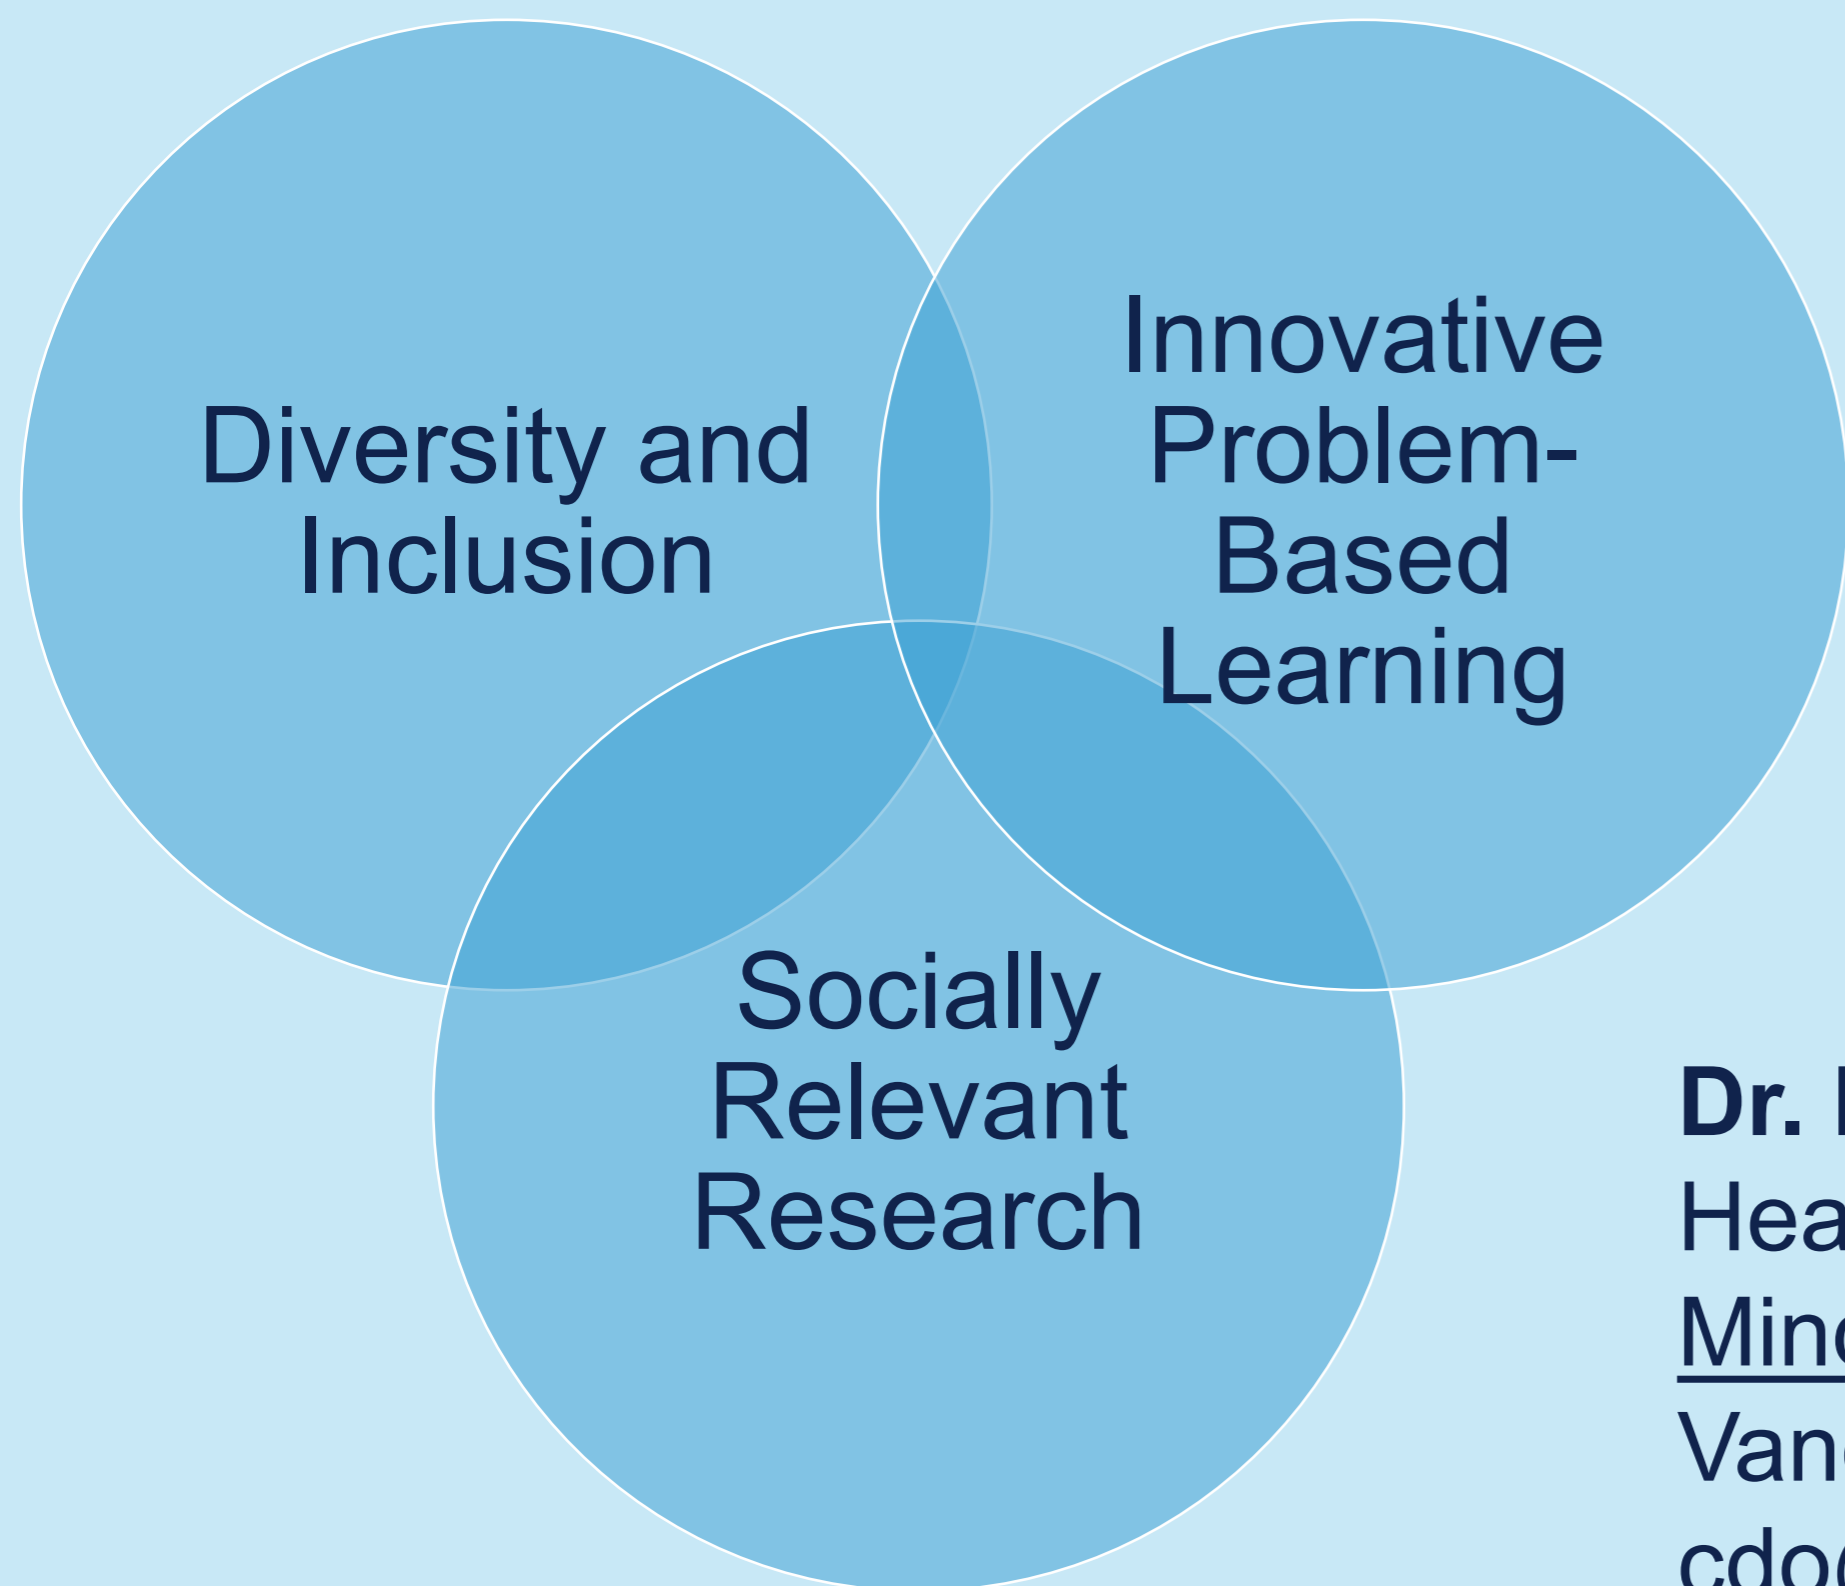 Diversity and
Inclusion
Innovative
Problem-
Based
Learning
Socially
Relevant
Research
Dr.